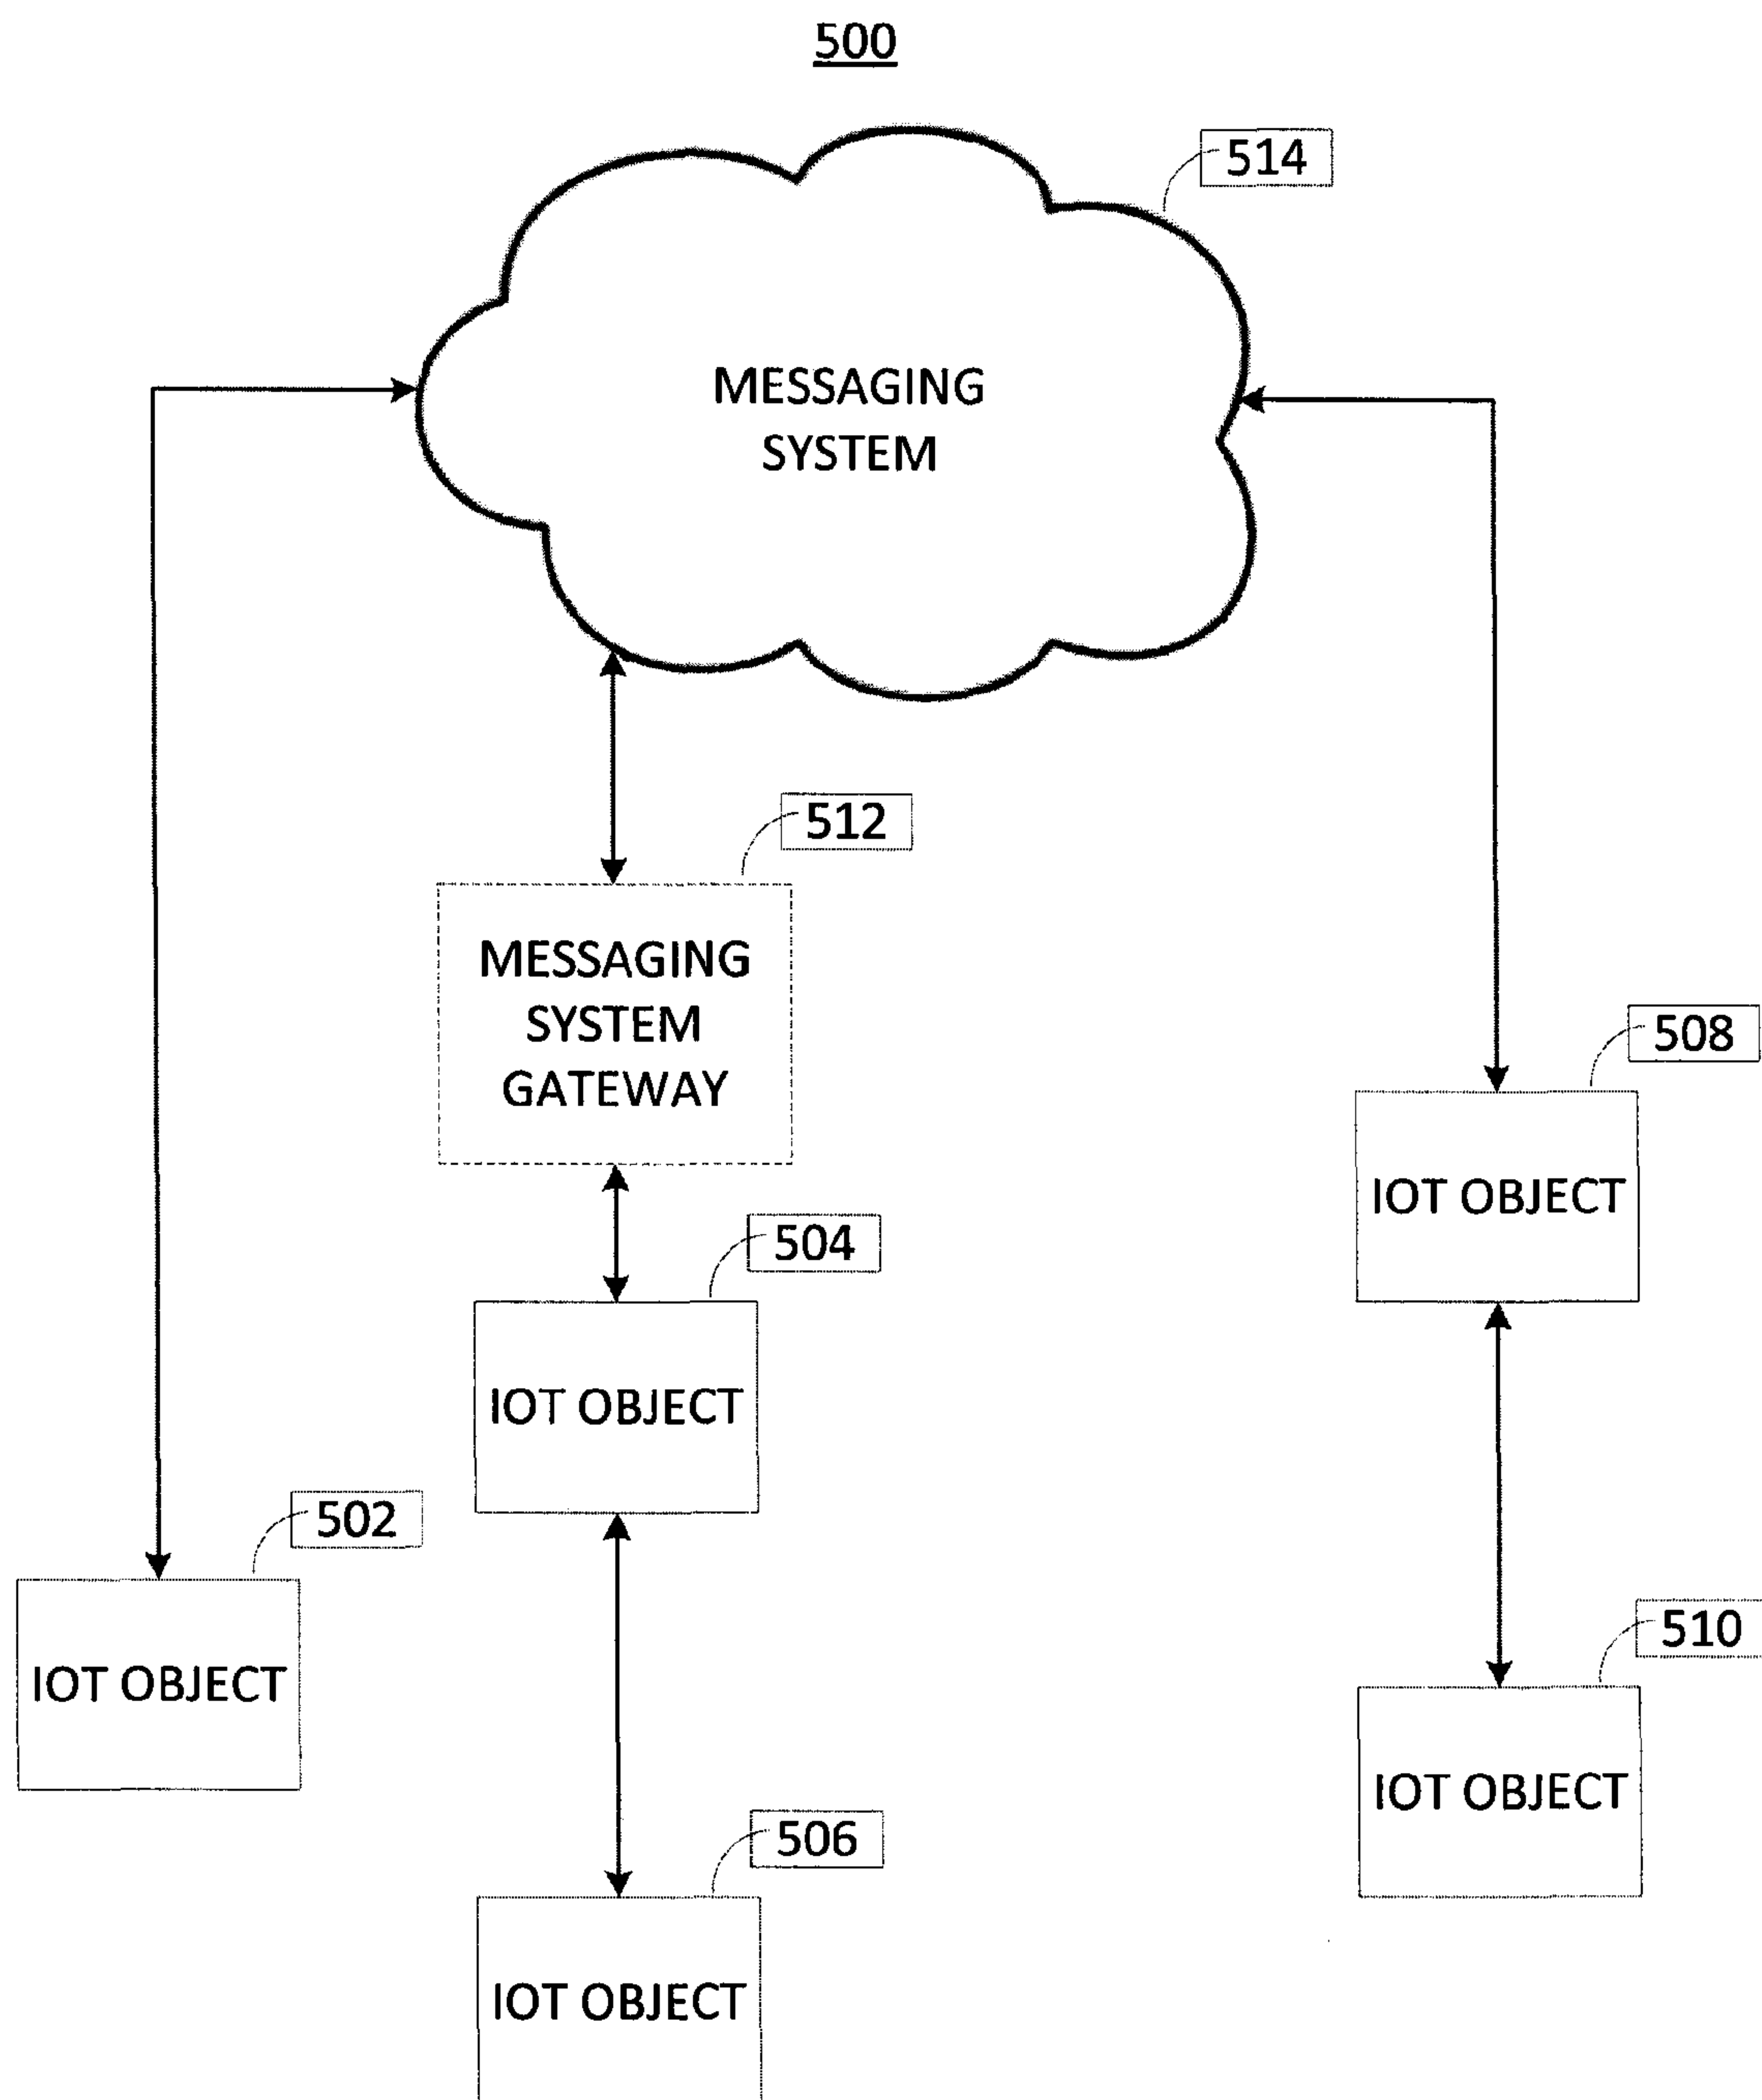 500
514
MESSAGING
SYSTEM
512
MESSAGING
SYSTEM
GATEWAY
508
IOT OBJECT
504
IOT OBJECT
502
IOT OBJECT
510
IOT OBJECT
506
IOT OBJECT